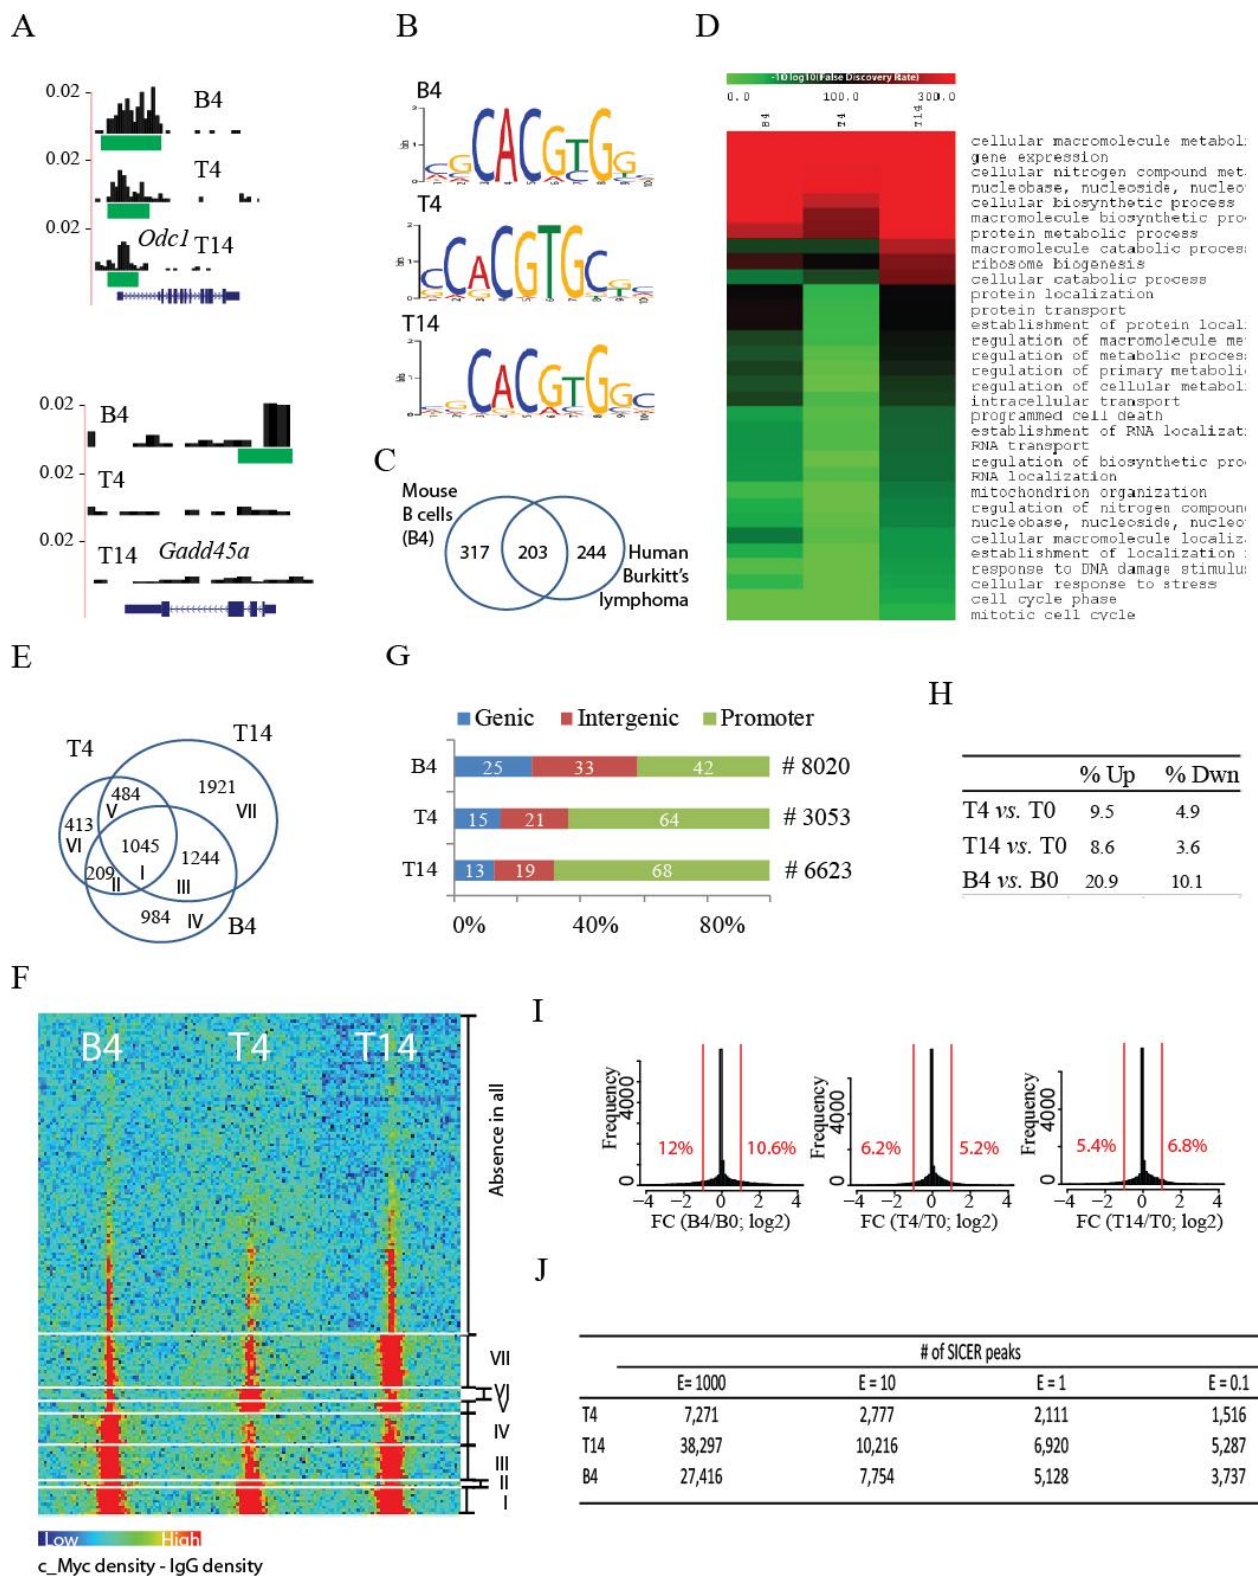 A
0.02
B4
0.02
T4
0.02
Odc1
T14
0.02
B4
0.02
T4
0.02
T14
Gadd45a
B
B4
T4
T14
C
Mouse
B cells
(B4)
317
203
244
Human
Burkitt's
lymphoma
D
-10 log10(False Discovery Rate)
0.0 100.0 300.0
B4 T4 T14
cellular macromolecule metaboli
gene expression
cellular nitrogen compound met
nucleobase, nucleoside, nucleo
cellular biosynthetic process
macromolecule biosynthetic pro
protein metabolic process
macromolecule catabolic process
ribosome biogenesis
cellular catabolic process
protein localization
protein transport
establishment of protein locali
regulation of macromolecule me
regulation of metabolic process
regulation of primary metabolic
regulation of cellular metaboli
intracellular transport
programmed cell death
establishment of RNA localizati
RNA transport
regulation of biosynthetic pro
RNA localization
mitochondrion organization
regulation of nitrogen compound
nucleobase, nucleoside, nucleo
cellular macromolecule localiz
establishment of localization
response to DNA damage stimulus
cellular response to stress
cell cycle phase
mitotic cell cycle
E
T4
T14
484
V
1921
VII
413
VI
1045
I
1244
III
209
II
984
IV
B4
G
Genic Intergenic Promoter
B4 25 33 42 # 8020
T4 15 21 64 # 3053
T14 13 19 68 # 6623
0% 40% 80%
H
% Up % Dwn
T4 vs. T0 9.5 4.9
T14 vs. T0 8.6 3.6
B4 vs. B0 20.9 10.1
F
B4 T4 T14
Absence in all
VII
VI
V
IV
III
II
I
Low High
c_Myc density - IgG density
I
Frequency
0 4000
12% 10.6%
−4 −2 0 2 4
FC (B4/B0; log2)
Frequency
0 4000
6.2% 5.2%
−4 −2 0 2 4
FC (T4/T0; log2)
Frequency
0 4000
5.4% 6.8%
−4 −2 0 2 4
FC (T14/T0; log2)
J
# of SICER peaks
E= 1000 E = 10 E = 1 E = 0.1
T4 7,271 2,777 2,111 1,516
T14 38,297 10,216 6,920 5,287
B4 27,416 7,754 5,128 3,737